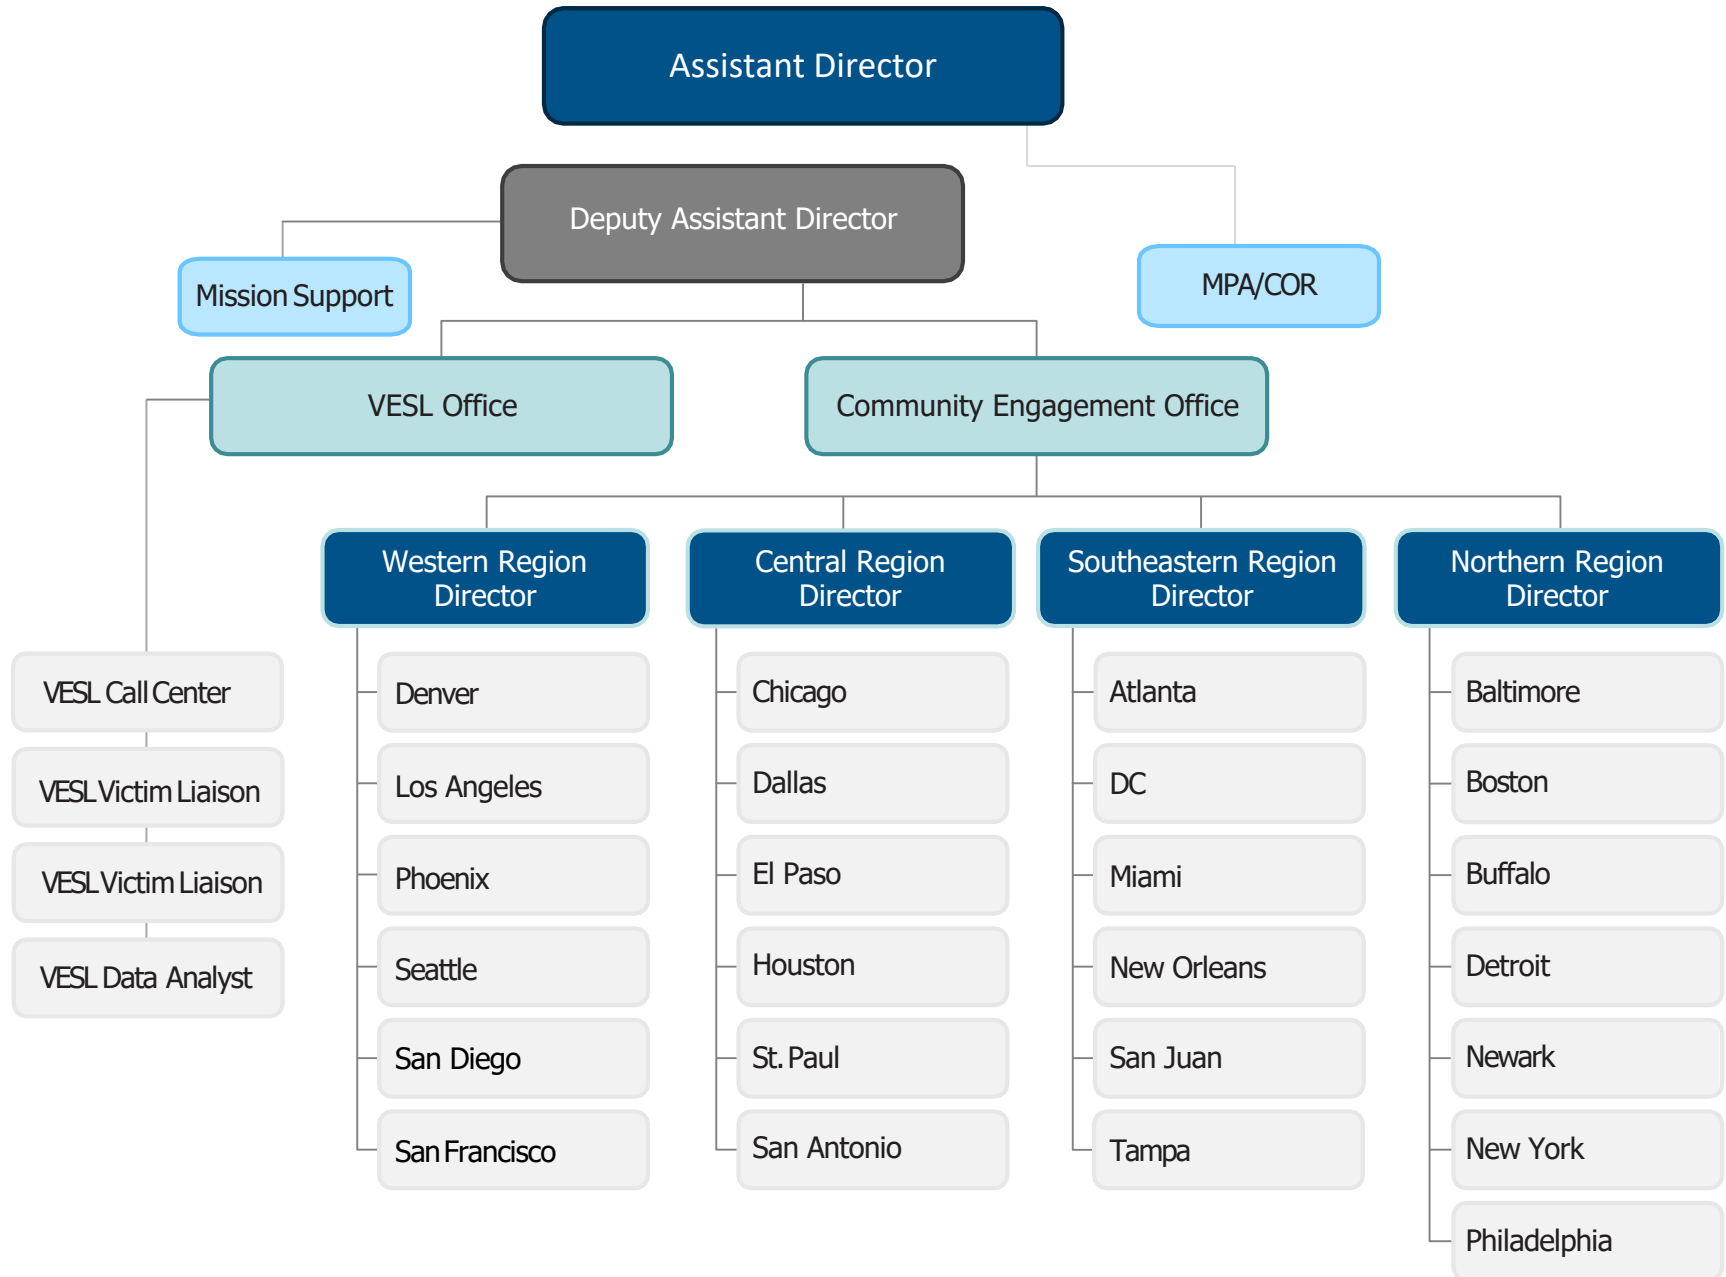 Assistant Director
Deputy Assistant Director
Mission Support
MPA/COR
VESL Office
Community Engagement Office
Western Region
Director
Central Region
Director
Southeastern Region
Director
Northern Region
Director
VESL Call Center
VESL Victim Liaison
VESL Victim Liaison
VESL Data Analyst
Denver
Los Angeles
Phoenix
Seattle
San Diego
San Francisco
Chicago
Dallas
El Paso
Houston
St. Paul
San Antonio
Atlanta
DC
Miami
New Orleans
San Juan
Tampa
Baltimore
Boston
Buffalo
Detroit
Newark
New York
Philadelphia